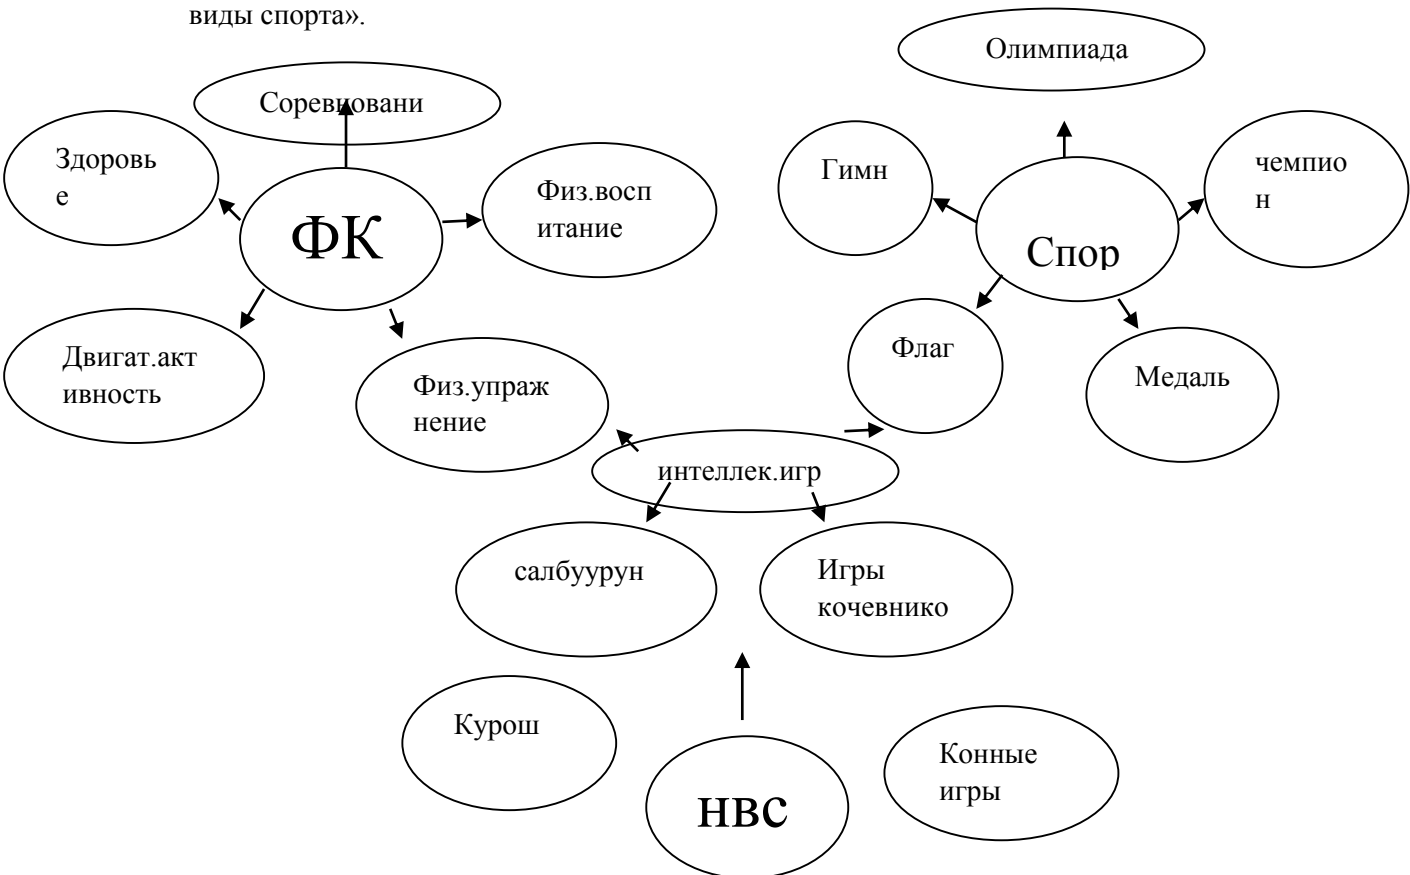 виды спорта».
Олимпиада
Соревновани
Здоровь
е
Физ.восп
итание
Гимн
чемпио
н
ФК
Спор
Двигат.акт
ивность
Физ.упраж
нение
Флаг
Медаль
интеллек.игр
салбуурун
Игры
кочевнико
Курош
Конные
игры
нвс